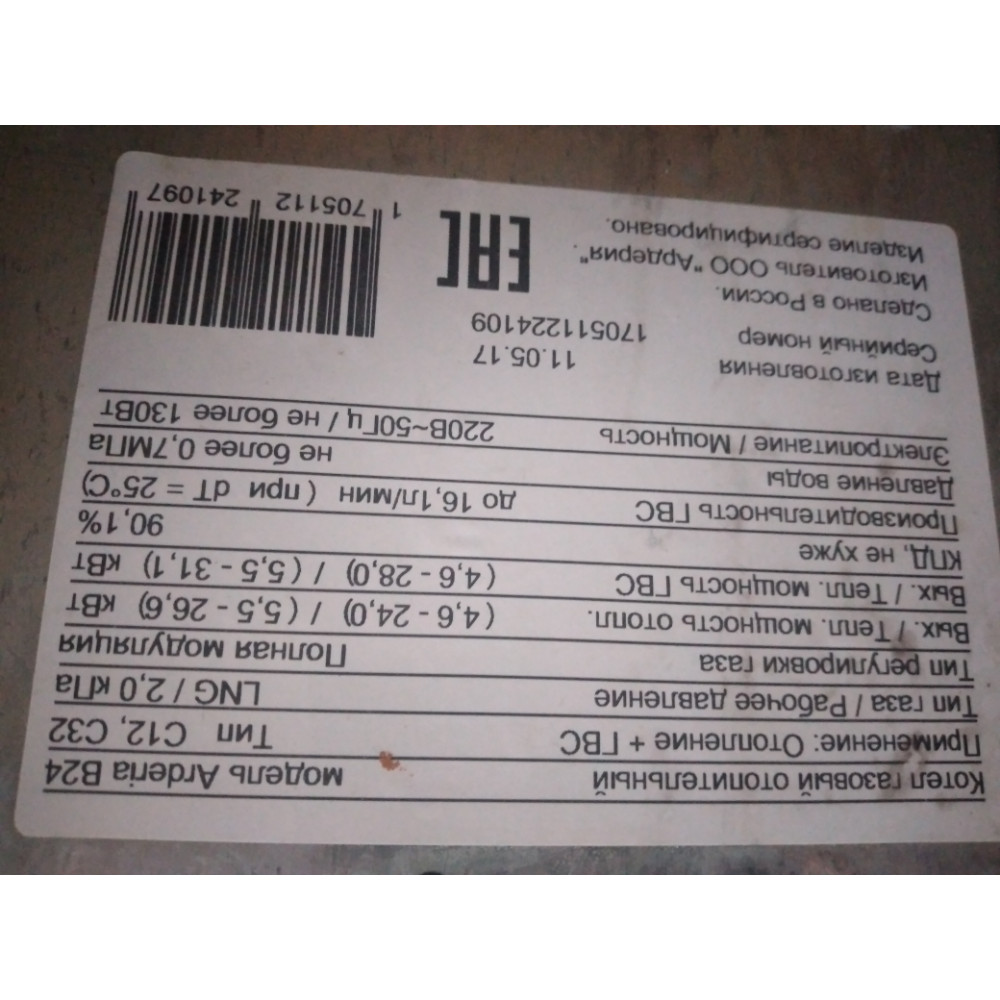 Котел газовый отопительный модель Arderia B24
Применение: Отопление + ГВС Тип С12, С32
Тип газа / Рабочее давление LNG / 2,0 кПа
Тип регулировки газа Полная модуляция
Вых. / Тепл. мощность отопл. (4,6 - 24,0) / (5,5 - 26,6) кВт
Вых. / Тепл. мощность ГВС (4,6 - 28,0) / (5,5 - 31,1) кВт
КПД, не хуже 90,1%
Производительность ГВС до 16,1л/мин ( при dT = 25°С)
Давление воды не более 0,7МПа
Электропитание / Мощность 220В~50Гц / не более 130Вт
Дата изготовления 11.05.17
Серийный номер 170511224109
Сделано в России.
Изготовитель ООО "Ардерия".
Изделие сертифицировано.
EAC
1 705112 241097